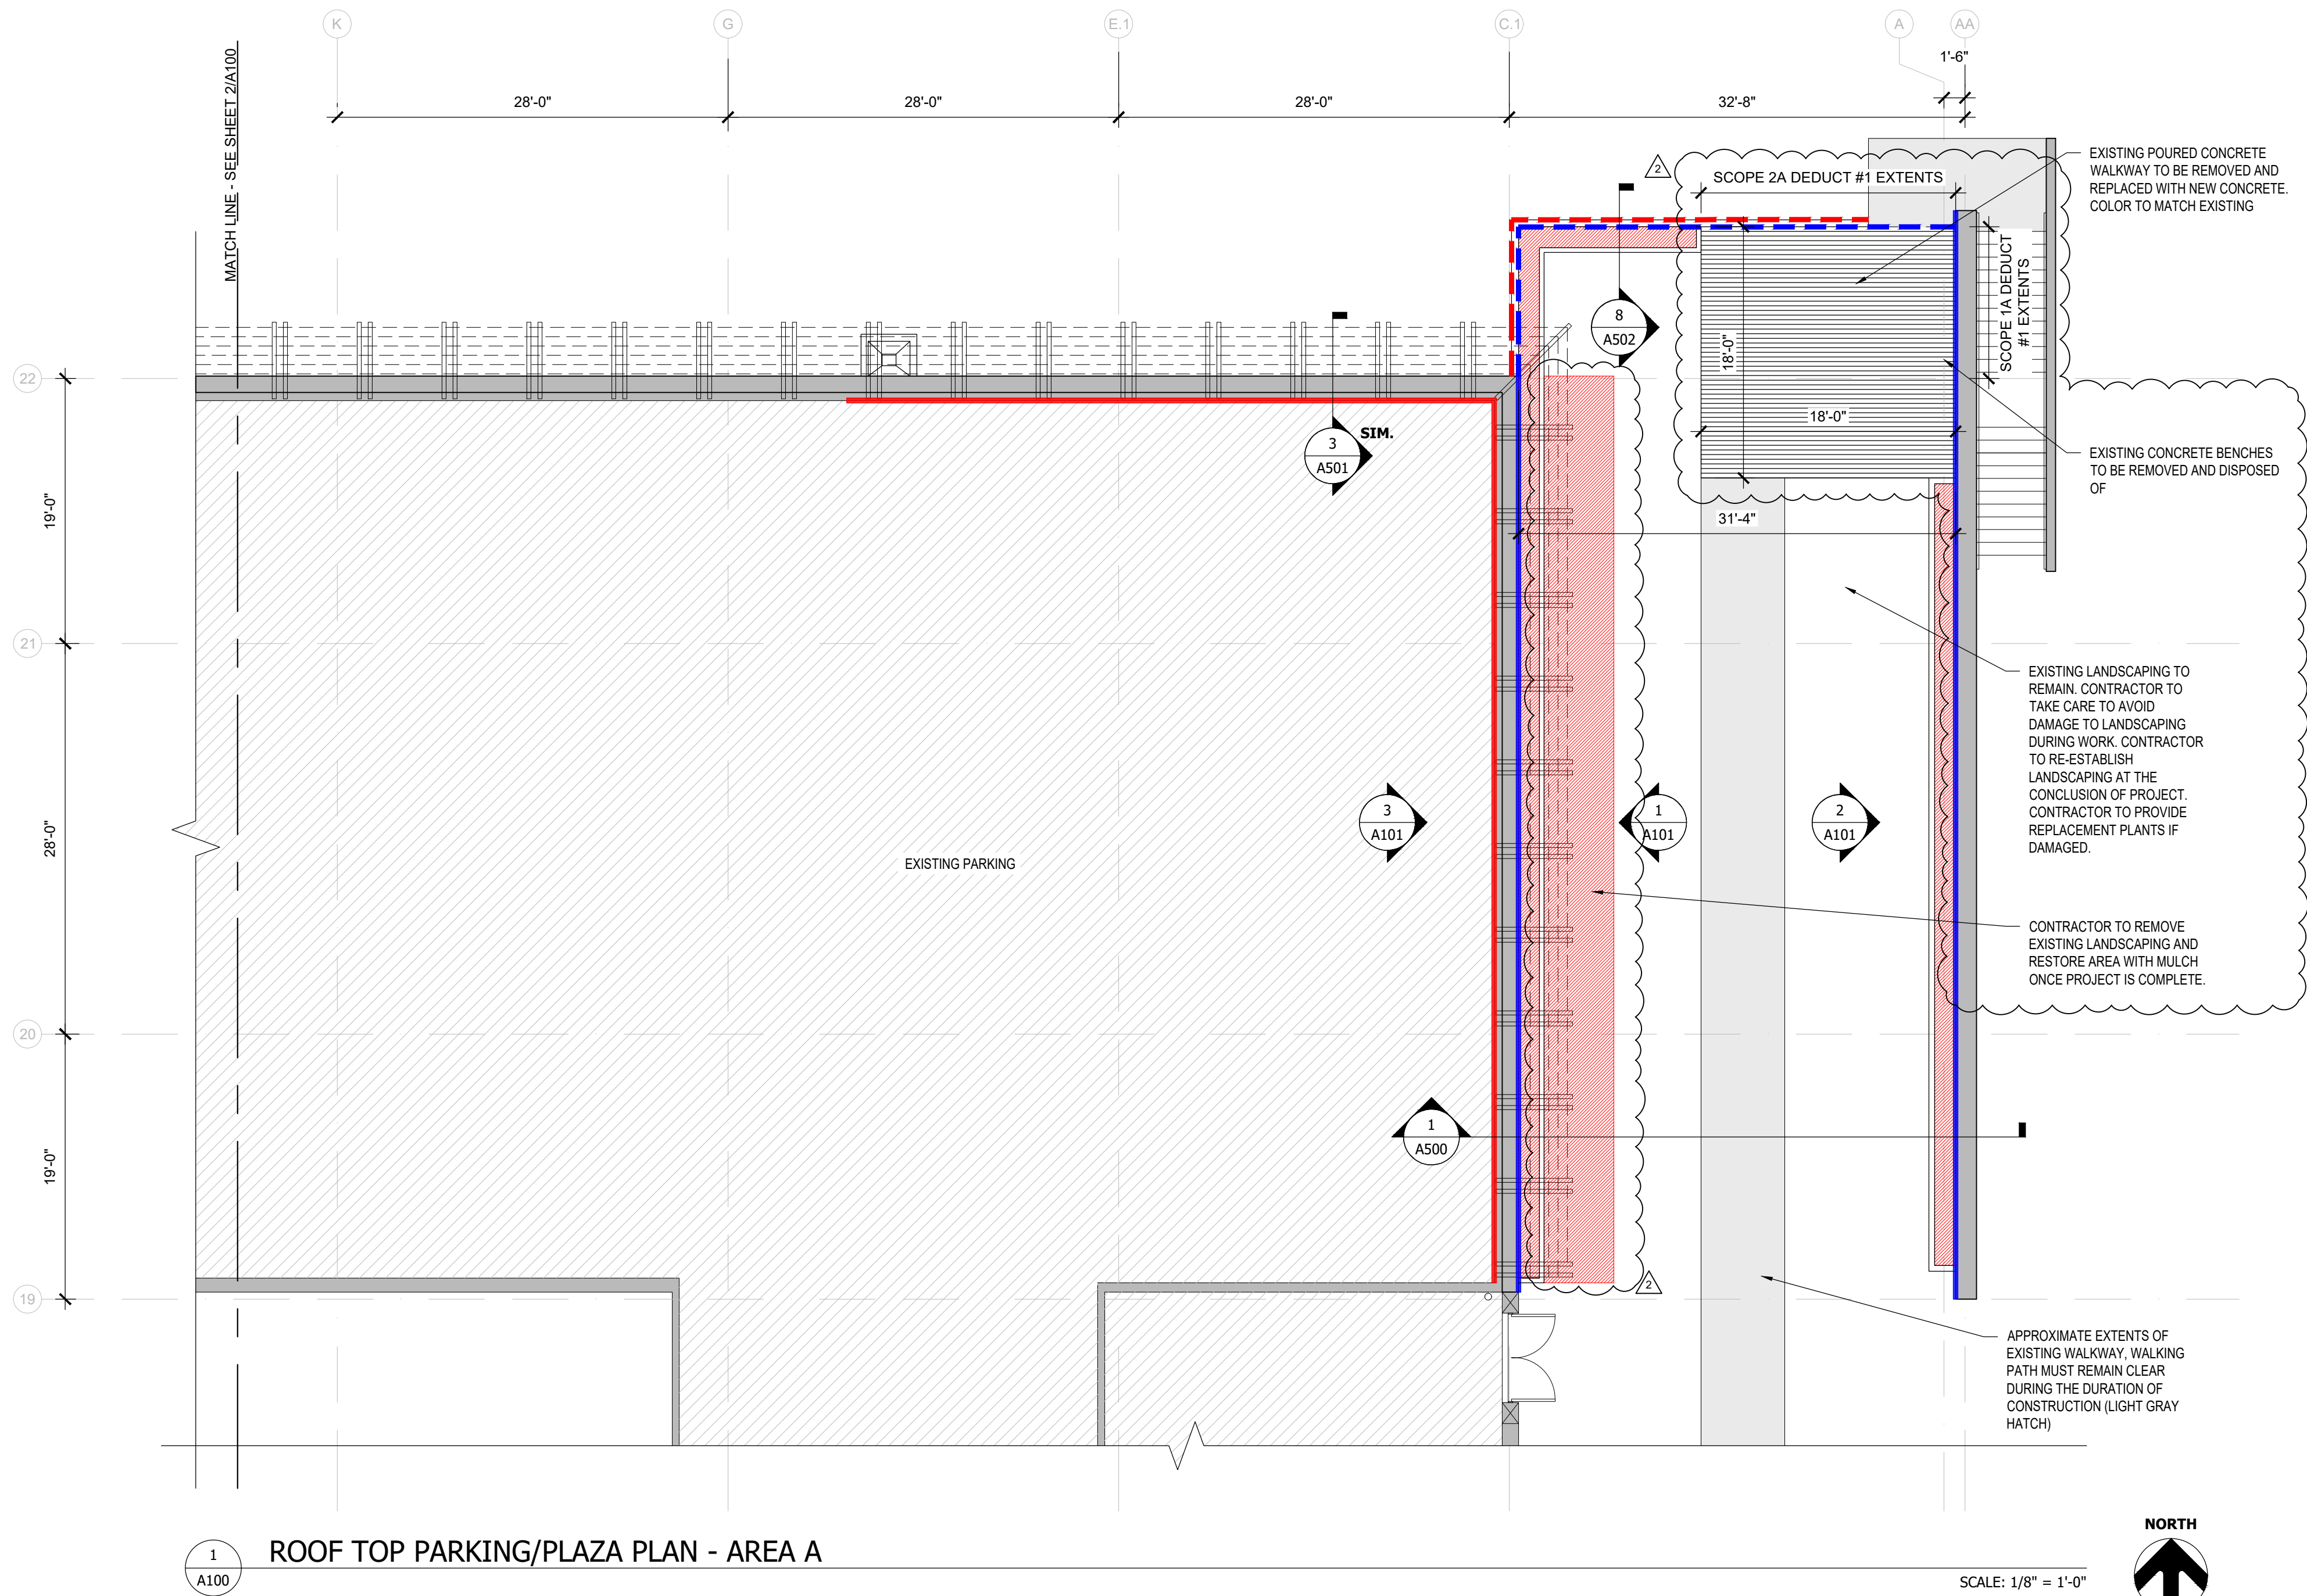 K
G
E.1
C.1
A
AA
1'-6"
28'-0"
28'-0"
28'-0"
32'-8"
MATCH LINE - SEE SHEET 2/A100
2
SCOPE 2A DEDUCT #1 EXTENTS
EXISTING POURED CONCRETE
WALKWAY TO BE REMOVED AND
REPLACED WITH NEW CONCRETE.
COLOR TO MATCH EXISTING
SCOPE 1A DEDUCT
#1 EXTENTS
8
A502
18'-0"
18'-0"
22
3
A501
SIM.
EXISTING CONCRETE BENCHES
TO BE REMOVED AND DISPOSED
OF
19'-0"
31'-4"
21
EXISTING LANDSCAPING TO
REMAIN. CONTRACTOR TO
TAKE CARE TO AVOID
DAMAGE TO LANDSCAPING
DURING WORK. CONTRACTOR
TO RE-ESTABLISH
LANDSCAPING AT THE
CONCLUSION OF PROJECT.
CONTRACTOR TO PROVIDE
REPLACEMENT PLANTS IF
DAMAGED.
28'-0"
3
A101
1
A101
2
A101
EXISTING PARKING
CONTRACTOR TO REMOVE
EXISTING LANDSCAPING AND
RESTORE AREA WITH MULCH
ONCE PROJECT IS COMPLETE.
20
1
A500
19'-0"
19
2
APPROXIMATE EXTENTS OF
EXISTING WALKWAY, WALKING
PATH MUST REMAIN CLEAR
DURING THE DURATION OF
CONSTRUCTION (LIGHT GRAY
HATCH)
1
A100
ROOF TOP PARKING/PLAZA PLAN - AREA A
SCALE: 1/8" = 1'-0"
NORTH